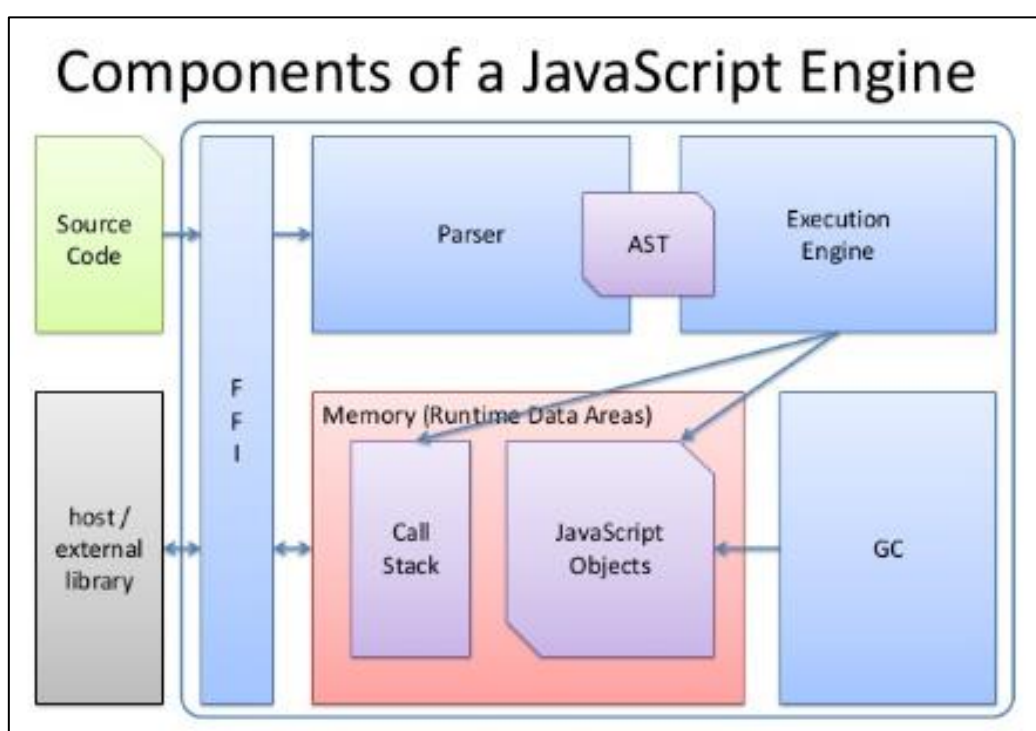 Components of a JavaScript Engine
Source
Code
Parser
AST
Execution
Engine
F
F
I
Memory (Runtime Data Areas)
host /
external
library
Call
Stack
JavaScript
Objects
GC